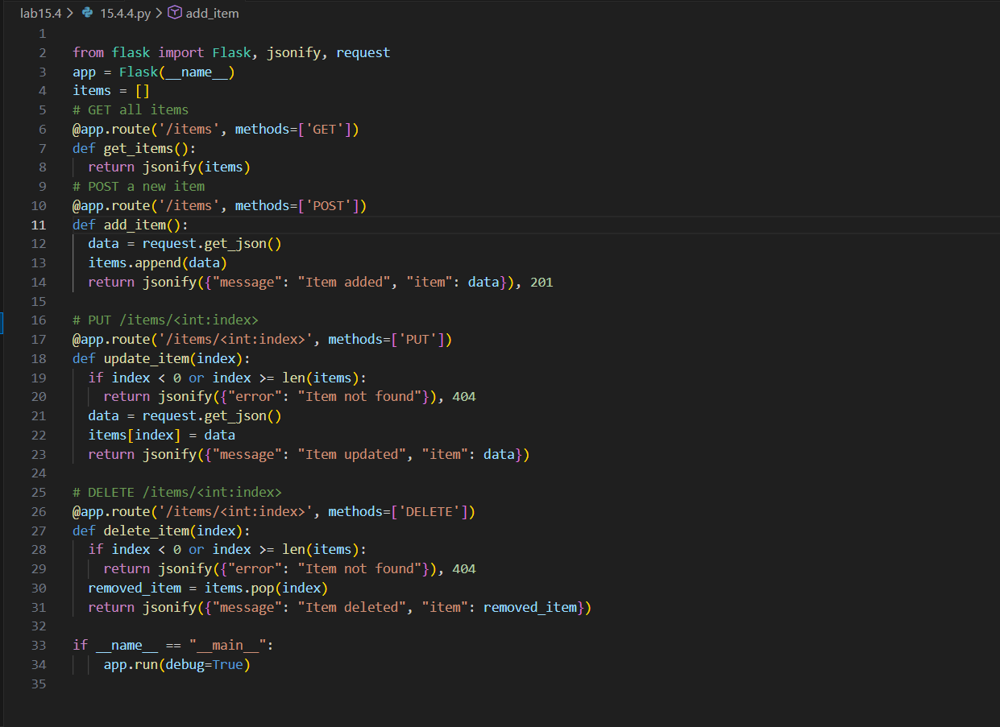 lab15.4 > 15.4.4.py > add_item
1
2 from flask import Flask, jsonify, request
3 app = Flask(__name__)
4 items = []
5 # GET all items
6 @app.route('/items', methods=['GET'])
7 def get_items():
8   return jsonify(items)
9 # POST a new item
10 @app.route('/items', methods=['POST'])
11 def add_item():
12   data = request.get_json()
13   items.append(data)
14   return jsonify({"message": "Item added", "item": data}), 201
15
16 # PUT /items/<int:index>
17 @app.route('/items/<int:index>', methods=['PUT'])
18 def update_item(index):
19   if index < 0 or index >= len(items):
20     return jsonify({"error": "Item not found"}), 404
21   data = request.get_json()
22   items[index] = data
23   return jsonify({"message": "Item updated", "item": data})
24
25 # DELETE /items/<int:index>
26 @app.route('/items/<int:index>', methods=['DELETE'])
27 def delete_item(index):
28   if index < 0 or index >= len(items):
29     return jsonify({"error": "Item not found"}), 404
30   removed_item = items.pop(index)
31   return jsonify({"message": "Item deleted", "item": removed_item})
32
33 if __name__ == "__main__":
34     app.run(debug=True)
35